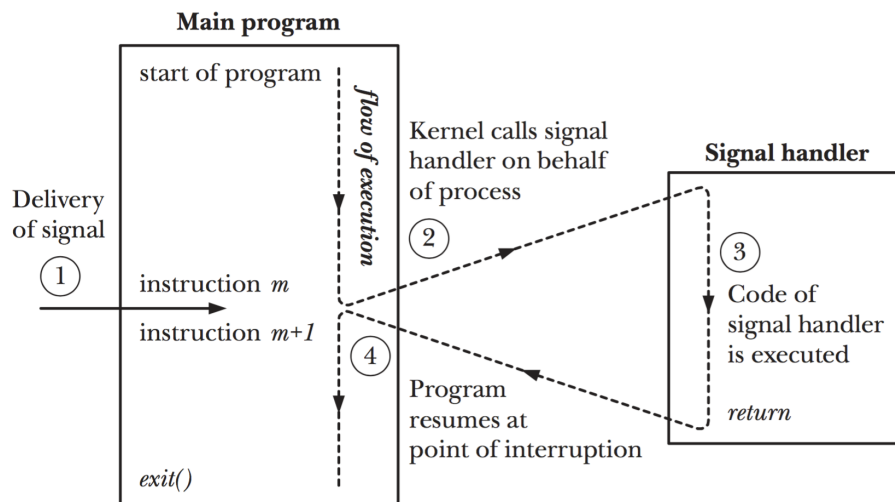 Main program
start of program
flow of execution
Kernel calls signal
handler on behalf
of process
Signal handler
Delivery
of signal
1
2
3
instruction m
instruction m+1
Code of
signal handler
is executed
4
Program
resumes at
point of interruption
return
exit()